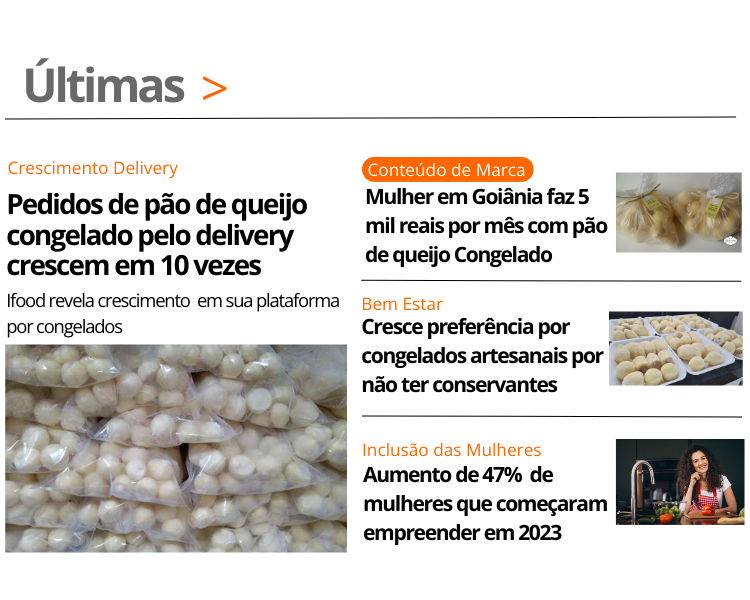 Últimas >
Crescimento Delivery
Pedidos de pão de queijo
congelado pelo delivery
crescem em 10 vezes
Ifood revela crescimento em sua plataforma
por congelados
Conteúdo de Marca
Mulher em Goiânia faz 5
mil reais por mês com pão
de queijo Congelado
Bem Estar
Cresce preferência por
congelados artesanais por
não ter conservantes
Inclusão das Mulheres
Aumento de 47% de
mulheres que começaram
empreender em 2023